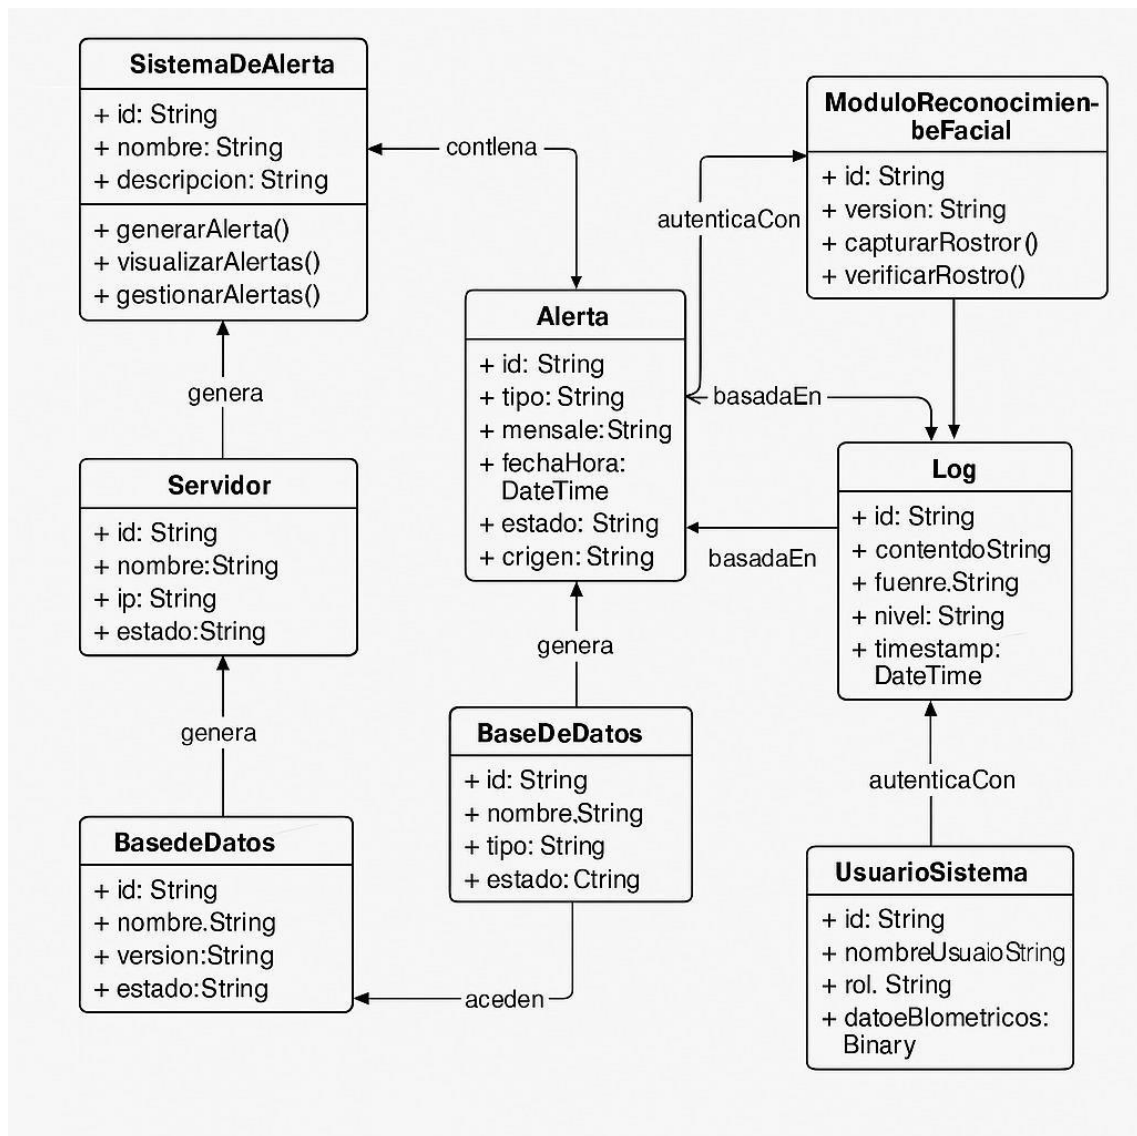 SistemaDeAlerta
+ id: String
+ nombre: String
+ descripcion: String
+ generarAlerta()
+ visualizarAlertas()
+ gestionarAlertas()
contlena
ModuloReconocimien-
beFacial
+ id: String
+ version: String
+ capturarRostror()
+ verificarRostro()
autenticaCon
Alerta
+ id: String
+ tipo: String
+ mensale: String
+ fechaHora:
DateTime
+ estado: String
+ crigen: String
basadaEn
basadaEn
genera
Servidor
+ id: String
+ nombre:String
+ ip: String
+ estado:String
Log
+ id: String
+ contentdoString
+ fuenre.String
+ nivel: String
+ timestamp:
DateTime
genera
genera
BaseDeDatos
+ id: String
+ nombre.String
+ tipo: String
+ estado: Ctring
autenticaCon
BasedeDatos
+ id: String
+ nombre.String
+ version:String
+ estado:String
aceden
UsuarioSistema
+ id: String
+ nombreUsuaioString
+ rol. String
+ datoeBlometricos:
Binary